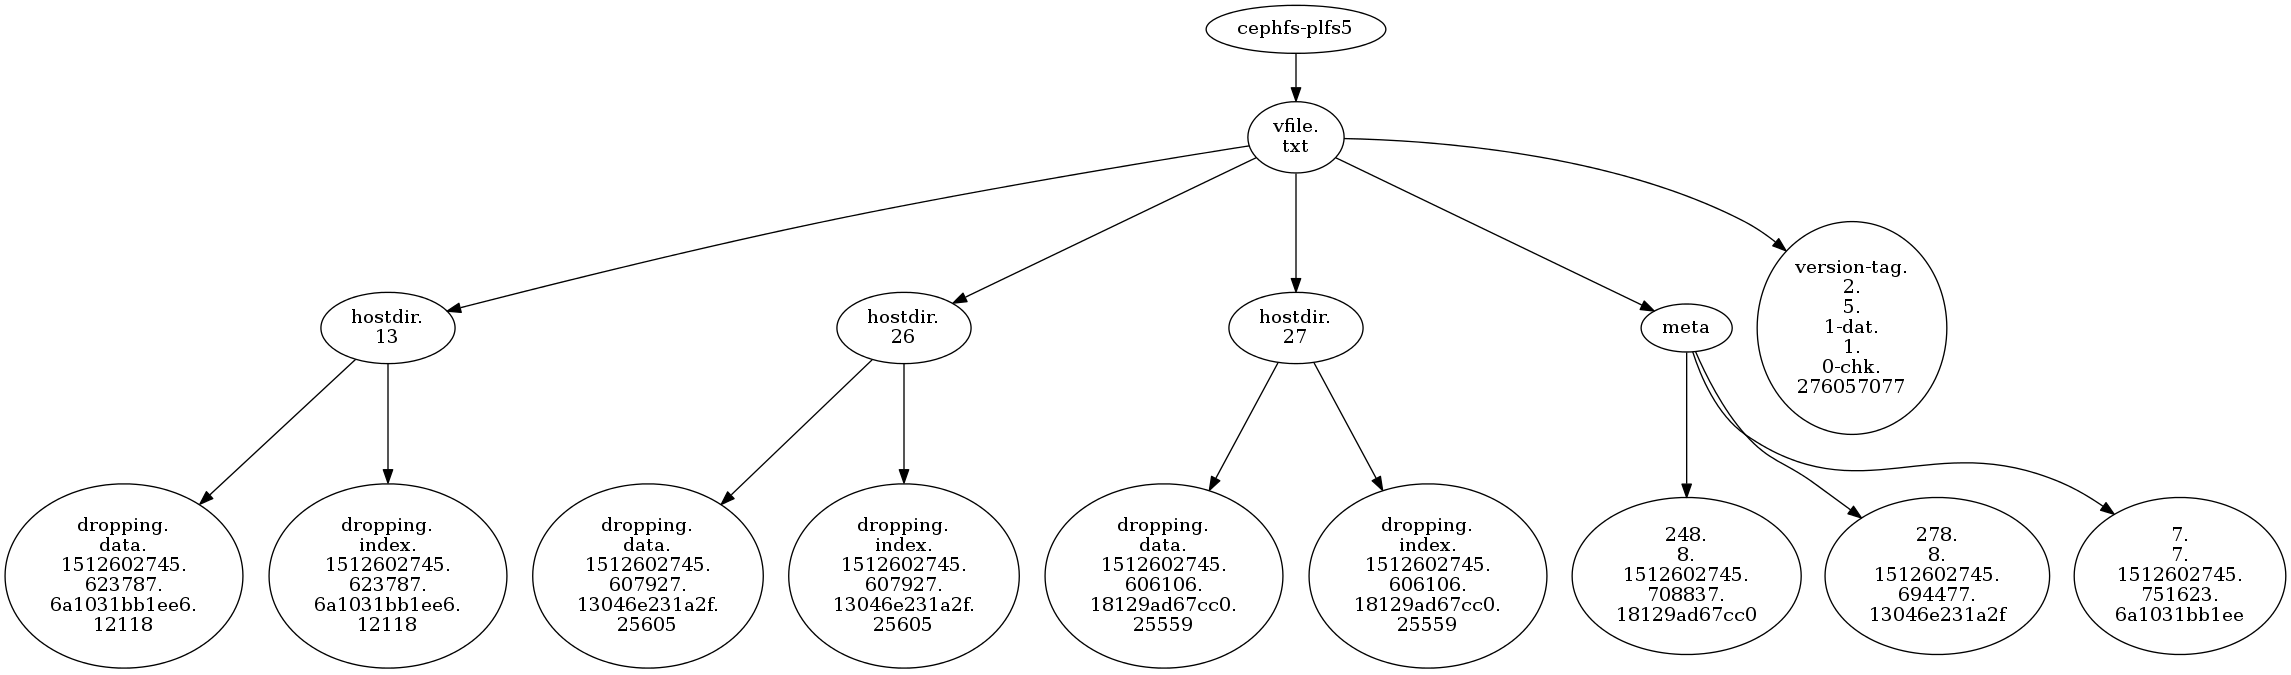 cephfs-plfs5
vfile.
txt
hostdir.
13
hostdir.
26
hostdir.
27
meta
version-tag.
2.
5.
1-dat.
1.
0-chk.
276057077
dropping.
data.
1512602745.
623787.
6a1031bb1ee6.
12118
dropping.
index.
1512602745.
623787.
6a1031bb1ee6.
12118
dropping.
data.
1512602745.
607927.
13046e231a2f.
25605
dropping.
index.
1512602745.
607927.
13046e231a2f.
25605
dropping.
data.
1512602745.
606106.
18129ad67cc0.
25559
dropping.
index.
1512602745.
606106.
18129ad67cc0.
25559
248.
8.
1512602745.
708837.
18129ad67cc0
278.
8.
1512602745.
694477.
13046e231a2f
7.
7.
1512602745.
751623.
6a1031bb1ee